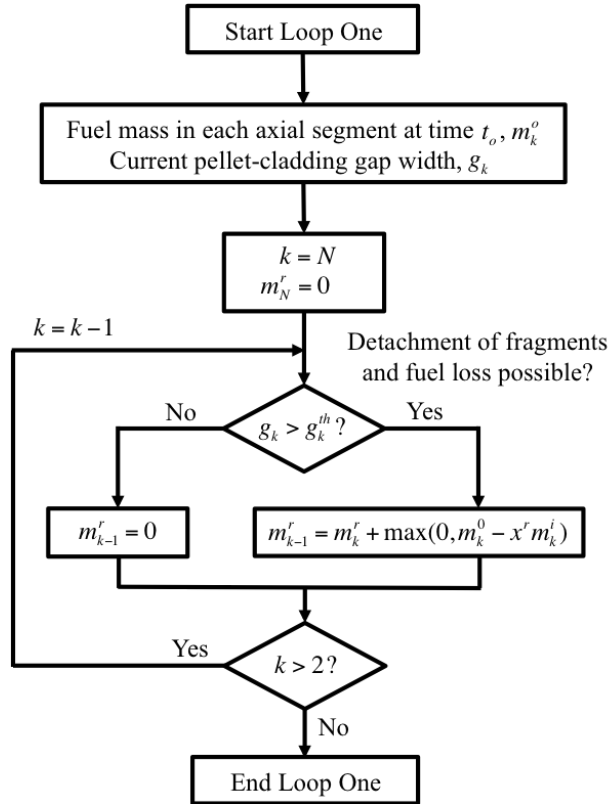 Start Loop One
Fuel mass in each axial segment at time $t_o$, $m_k^o$
Current pellet-cladding gap width, $g_k$
$k = N$
$m_N^r = 0$
$k = k - 1$
Detachment of fragments
and fuel loss possible?
No
$g_k > g_k^{th}$ ?
Yes
$m_{k-1}^r = 0$
$m_{k-1}^r = m_k^r + \max(0, m_k^0 - x^r m_k^i)$
Yes
$k > 2$ ?
No
End Loop One